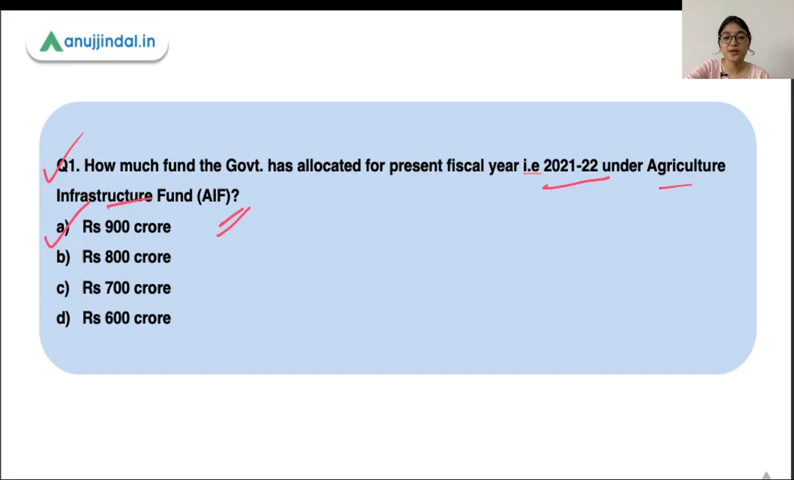 anujjindal.in
Q1. How much fund the Govt. has allocated for present fiscal year i.e 2021-22 under Agriculture
Infrastructure Fund (AIF)?
a) Rs 900 crore
b) Rs 800 crore
c) Rs 700 crore
d) Rs 600 crore